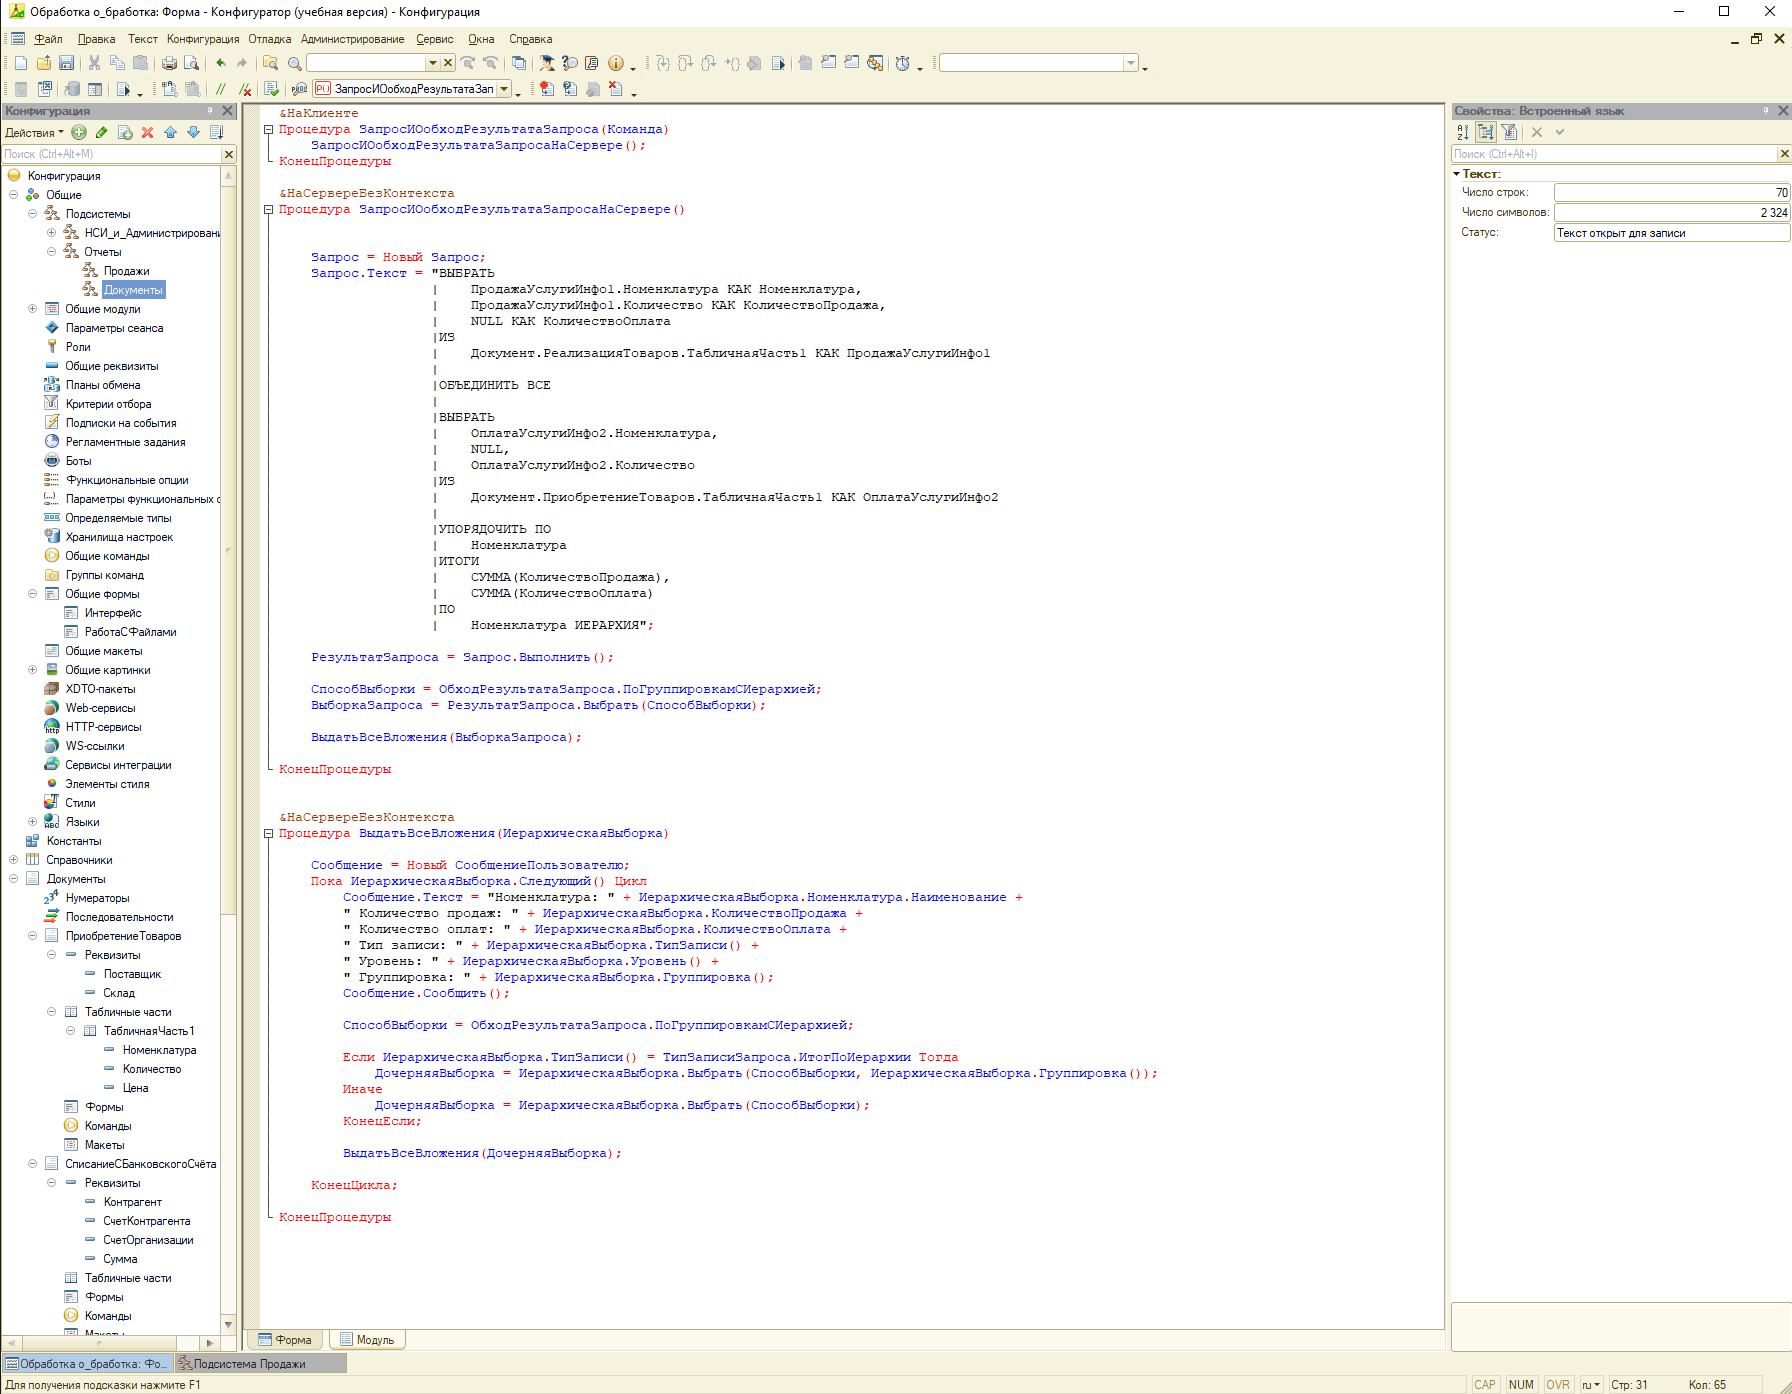 Обработка о_бработка: Форма - Конфигуратор (учебная версия) - Конфигурация
Файл Правка Текст Конфигурация Отладка Администрирование Сервис Окна Справка
ЗапросИОобходРезультатаЗап
Конфигурация
Действия
Поиск (Ctrl+Alt+M)
Конфигурация
Общие
Подсистемы
НСИ_и_Администрировани
Отчеты
Продажи
Документы
Общие модули
Параметры сеанса
Роли
Общие реквизиты
Планы обмена
Критерии отбора
Подписки на события
Регламентные задания
Боты
Функциональные опции
Параметры функциональных о
Определяемые типы
Хранилища настроек
Общие команды
Группы команд
Общие формы
Интерфейс
РаботаСФайлами
Общие макеты
Общие картинки
XDTO-пакеты
Web-сервисы
HTTP-сервисы
WS-ссылки
Сервисы интеграции
Элементы стиля
Стили
Языки
Константы
Справочники
Документы
Нумераторы
Последовательности
ПриобретениеТоваров
Реквизиты
Поставщик
Склад
Табличные части
ТабличнаяЧасть1
Номенклатура
Количество
Цена
Формы
Команды
Макеты
СписаниеСБанковскогоСчёта
Реквизиты
Контрагент
СчетКонтрагента
СчетОрганизации
Сумма
Табличные части
Формы
Команды
Макеты
&НаКлиенте
Процедура ЗапросИОобходРезультатаЗапроса(Команда)
ЗапросИОобходРезультатаЗапросаНаСервере();
КонецПроцедуры
&НаСервереБезКонтекста
Процедура ЗапросИОобходРезультатаЗапросаНаСервере()
Запрос = Новый Запрос;
Запрос.Текст = "ВЫБРАТЬ
| ПродажаУслугиИнфо1.Номенклатура КАК Номенклатура,
| ПродажаУслугиИнфо1.Количество КАК КоличествоПродажа,
| NULL КАК КоличествоОплата
|ИЗ
| Документ.РеализацияТоваров.ТабличнаяЧасть1 КАК ПродажаУслугиИнфо1
|
|ОБЪЕДИНИТЬ ВСЕ
|
|ВЫБРАТЬ
| ОплатаУслугиИнфо2.Номенклатура,
| NULL,
| ОплатаУслугиИнфо2.Количество
|ИЗ
| Документ.ПриобретениеТоваров.ТабличнаяЧасть1 КАК ОплатаУслугиИнфо2
|
|УПОРЯДОЧИТЬ ПО
| Номенклатура
|ИТОГИ
| СУММА(КоличествоПродажа),
| СУММА(КоличествоОплата)
|ПО
| Номенклатура ИЕРАРХИЯ";
РезультатЗапроса = Запрос.Выполнить();
СпособВыборки = ОбходРезультатаЗапроса.ПоГруппировкамСИерархией;
ВыборкаЗапроса = РезультатЗапроса.Выбрать(СпособВыборки);
ВыдатьВсеВложения(ВыборкаЗапроса);
КонецПроцедуры
&НаСервереБезКонтекста
Процедура ВыдатьВсеВложения(ИерархическаяВыборка)
Сообщение = Новый СообщениеПользователю;
Пока ИерархическаяВыборка.Следующий() Цикл
Сообщение.Текст = "Номенклатура: " + ИерархическаяВыборка.Номенклатура.Наименование +
" Количество продаж: " + ИерархическаяВыборка.КоличествоПродажа +
" Количество оплат: " + ИерархическаяВыборка.КоличествоОплата +
" Тип записи: " + ИерархическаяВыборка.ТипЗаписи() +
" Уровень: " + ИерархическаяВыборка.Уровень() +
" Группировка: " + ИерархическаяВыборка.Группировка();
Сообщение.Сообщить();
СпособВыборки = ОбходРезультатаЗапроса.ПоГруппировкамСИерархией;
Если ИерархическаяВыборка.ТипЗаписи() = ТипЗаписиЗапроса.ИтогПоИерархии Тогда
ДочерняяВыборка = ИерархическаяВыборка.Выбрать(СпособВыборки, ИерархическаяВыборка.Группировка());
Иначе
ДочерняяВыборка = ИерархическаяВыборка.Выбрать(СпособВыборки);
КонецЕсли;
ВыдатьВсеВложения(ДочерняяВыборка);
КонецЦикла;
КонецПроцедуры
Форма Модуль
Свойства: Встроенный язык
Поиск (Ctrl+Alt+I)
Текст:
Число строк: 70
Число символов: 2 324
Статус: Текст открыт для записи
Обработка о_бработка: Фо... Подсистема Продажи
Для получения подсказки нажмите F1
CAP NUM OVR ru Стр: 31 Кол: 65